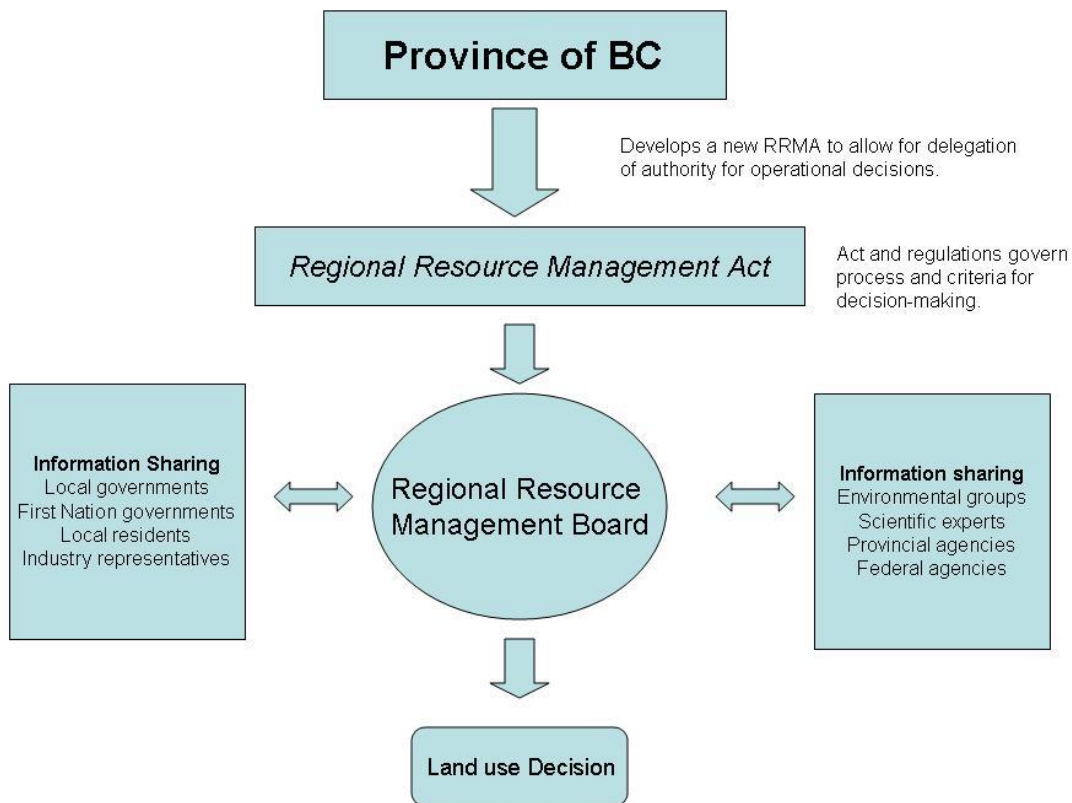 Province of BC
Develops a new RRMA to allow for delegation
of authority for operational decisions.
Regional Resource Management Act
Act and regulations govern
process and criteria for
decision-making.
Information Sharing
Local governments
First Nation governments
Local residents
Industry representatives
Regional Resource
Management Board
Information sharing
Environmental groups
Scientific experts
Provincial agencies
Federal agencies
Land use Decision